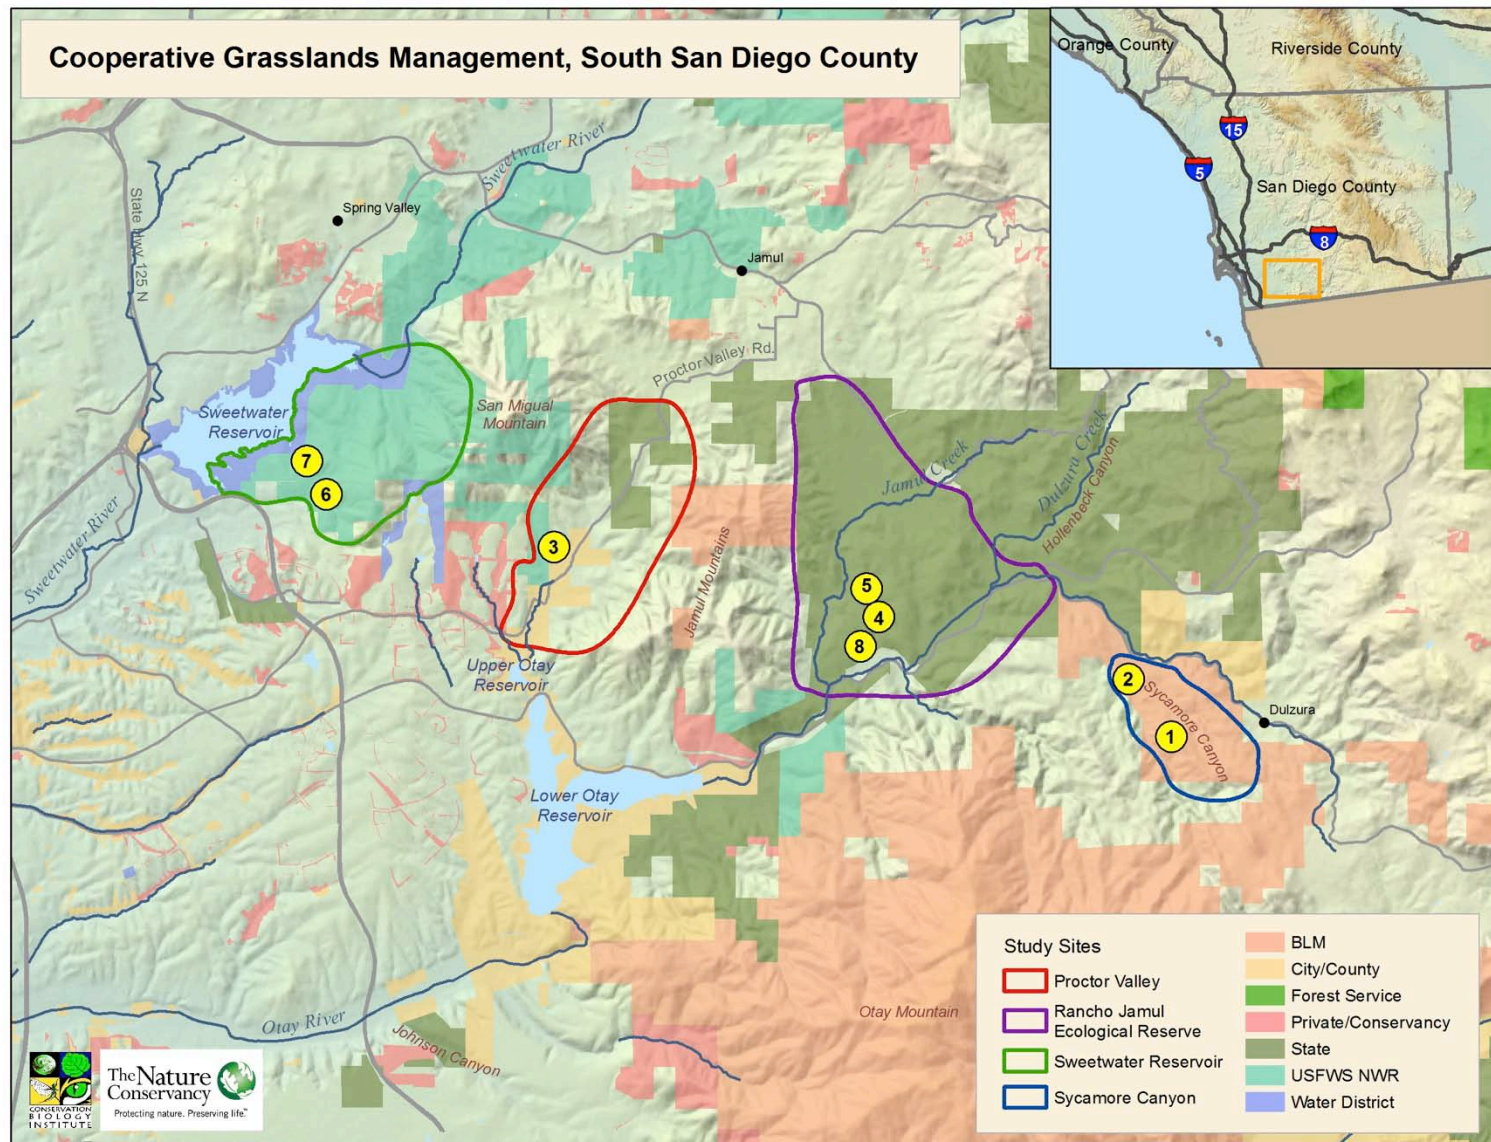 Cooperative Grasslands Management, South San Diego County
Orange County
Riverside County
15
5
San Diego County
8
Sweetwater River
State HWY 125 N
Spring Valley
Jamul
Proctor Valley Rd.
Sweetwater
Reservoir
San Migual
Mountain
7
6
Jamul Creek
Dulzura Creek
Hollenbeck Canyon
Sweetwater River
3
Jamul Mountains
5
4
8
Upper Otay
Reservoir
2
Sycamore Canyon
1
Dulzura
Lower Otay
Reservoir
Otay River
Johnson Canyon
Otay Mountain
Study Sites
Proctor Valley
Rancho Jamul
Ecological Reserve
Sweetwater Reservoir
Sycamore Canyon
BLM
City/County
Forest Service
Private/Conservancy
State
USFWS NWR
Water District
CONSERVATION
BIOLOGY
INSTITUTE
The Nature
Conservancy
Protecting nature. Preserving life.™